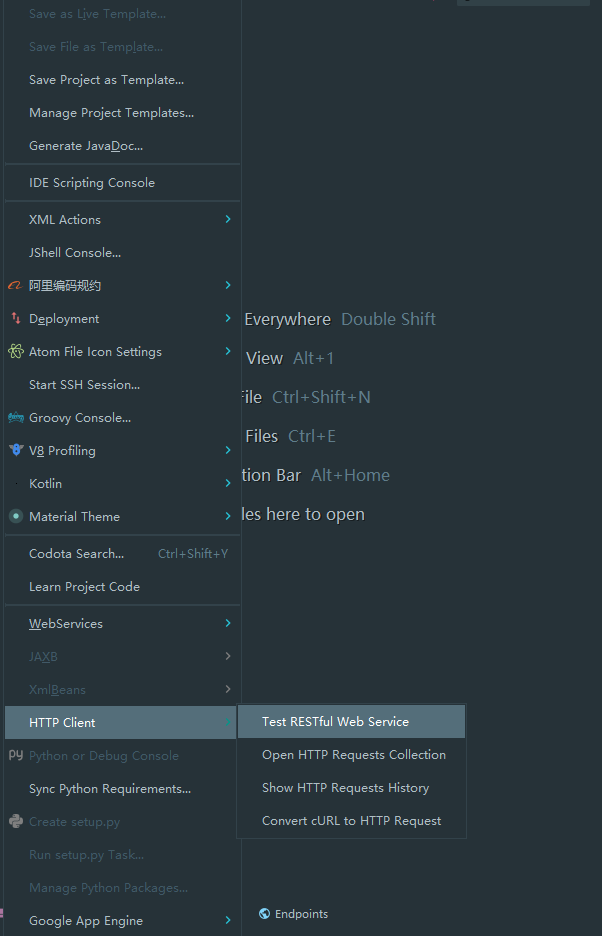 Save as Live Template...
Save File as Template...
Save Project as Template...
Manage Project Templates...
Generate JavaDoc...
IDE Scripting Console
XML Actions
JShell Console...
阿里编码规约
Deployment
Atom File Icon Settings
Start SSH Session...
Groovy Console...
V8 Profiling
Kotlin
Material Theme
Codota Search... Ctrl+Shift+Y
Learn Project Code
WebServices
JAXB
XmlBeans
HTTP Client
Python or Debug Console
Sync Python Requirements...
Create setup.py
Run setup.py Task...
Manage Python Packages...
Google App Engine
Everywhere Double Shift
View Alt+1
File Ctrl+Shift+N
Files Ctrl+E
tion Bar Alt+Home
les here to open
Test RESTful Web Service
Open HTTP Requests Collection
Show HTTP Requests History
Convert cURL to HTTP Request
Endpoints